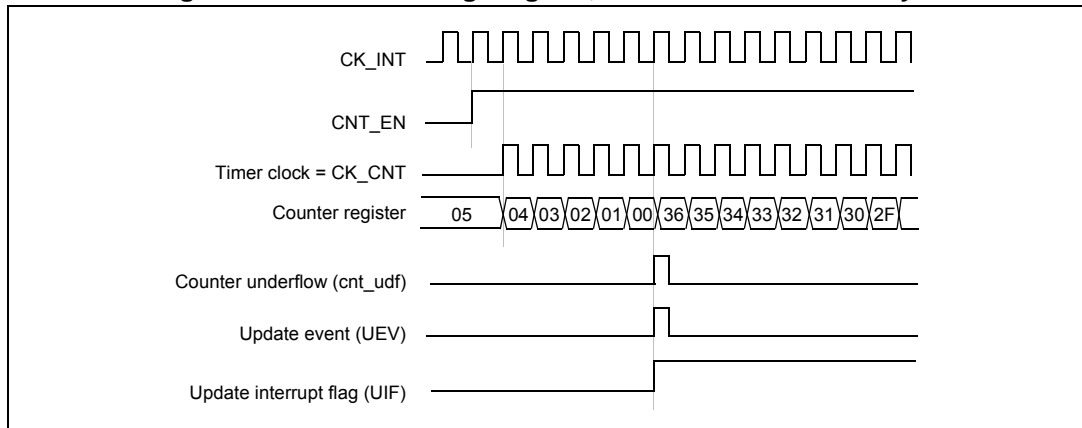 CK_INT
CNT_EN
Timer clock = CK_CNT
Counter register 05 04 03 02 01 00 36 35 34 33 32 31 30 2F
Counter underflow (cnt_udf)
Update event (UEV)
Update interrupt flag (UIF)